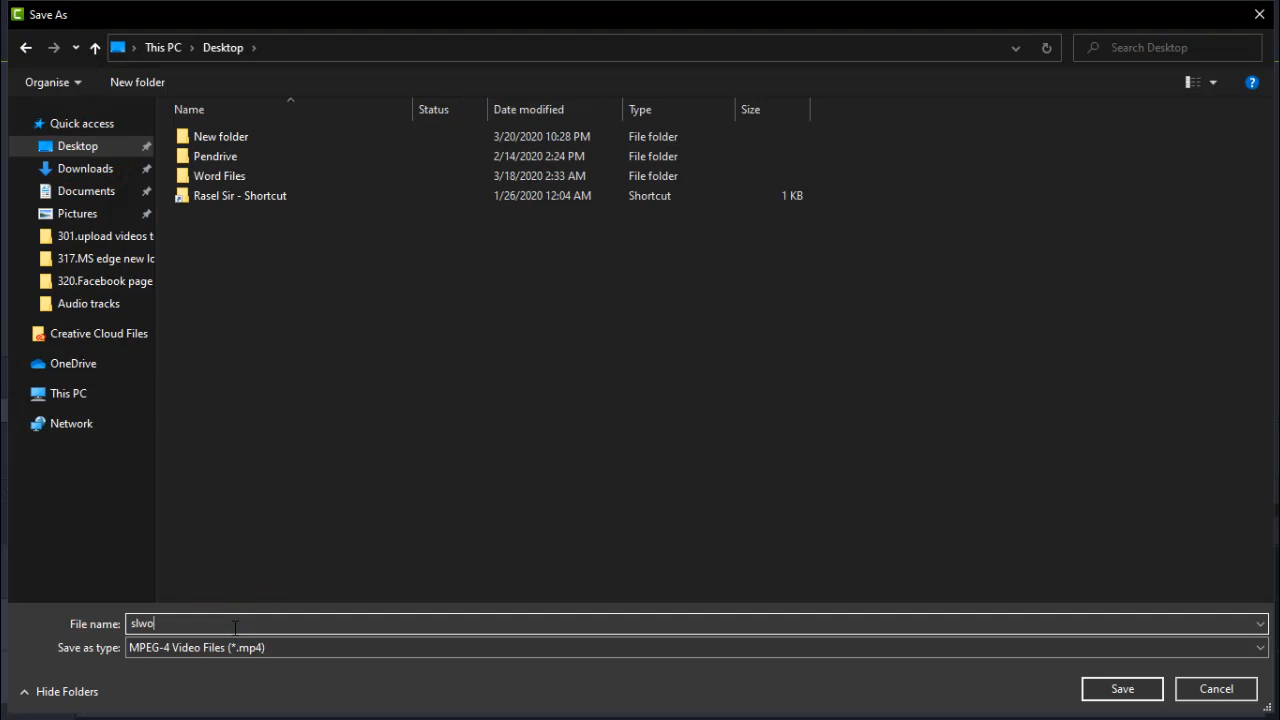 Save As
This PC > Desktop >
Search Desktop
Organise
New folder
Name
Status
Date modified
Type
Size
Quick access
Desktop
Downloads
Documents
Pictures
301.upload videos t
317.MS edge new lc
320.Facebook page
Audio tracks
Creative Cloud Files
OneDrive
This PC
Network
New folder 3/20/2020 10:28 PM File folder
Pendrive 2/14/2020 2:24 PM File folder
Word Files 3/18/2020 2:33 AM File folder
Rasel Sir - Shortcut 1/26/2020 12:04 AM Shortcut 1 KB
File name: slwo
Save as type: MPEG-4 Video Files (*.mp4)
Hide Folders
Save
Cancel